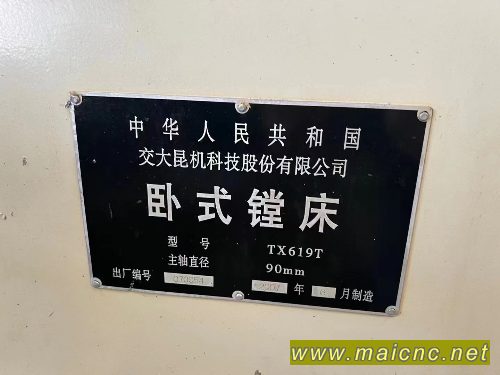 中华人民共和国
交大昆机科技股份有限公司
卧式镗床
型号 TX619T
主轴直径 90mm
出厂编号 年 月制造
www.maicnc.net